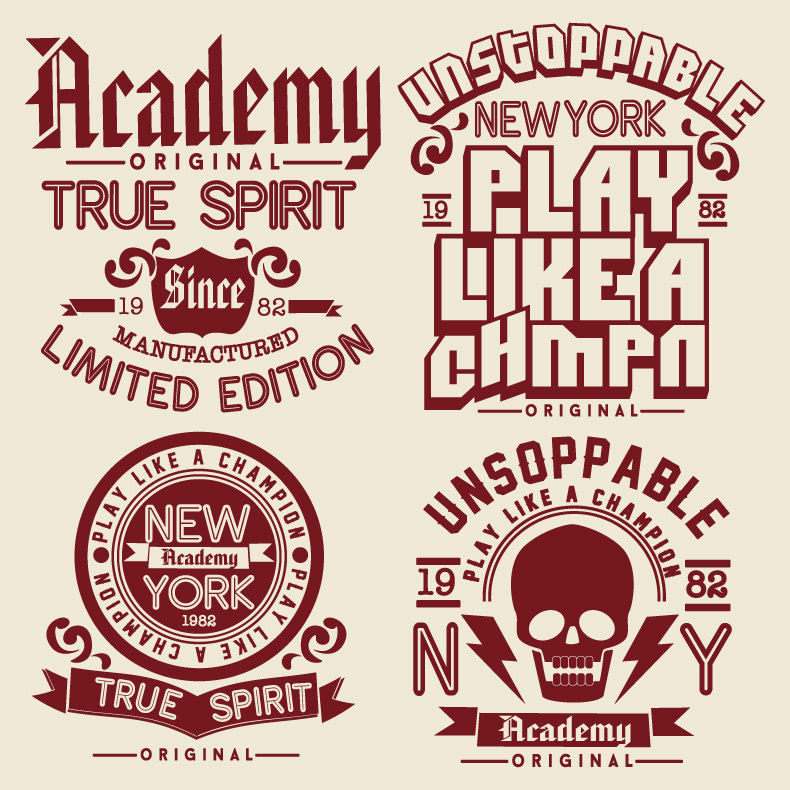 Academy
ORIGINAL
TRUE SPIRIT
Since
19 82
MANUFACTURED
LIMITED EDITION
UNSTOPPABLE
NEW YORK
19 PLAY 82
LIKE A
CHMPN
ORIGINAL
PLAY LIKE A CHAMPION
NEW
Academy
YORK
1982
PLAY LIKE A CHAMPION
TRUE SPIRIT
ORIGINAL
UNSOPPABLE
PLAY LIKE A CHAMPION
19 82
N Y
Academy
ORIGINAL